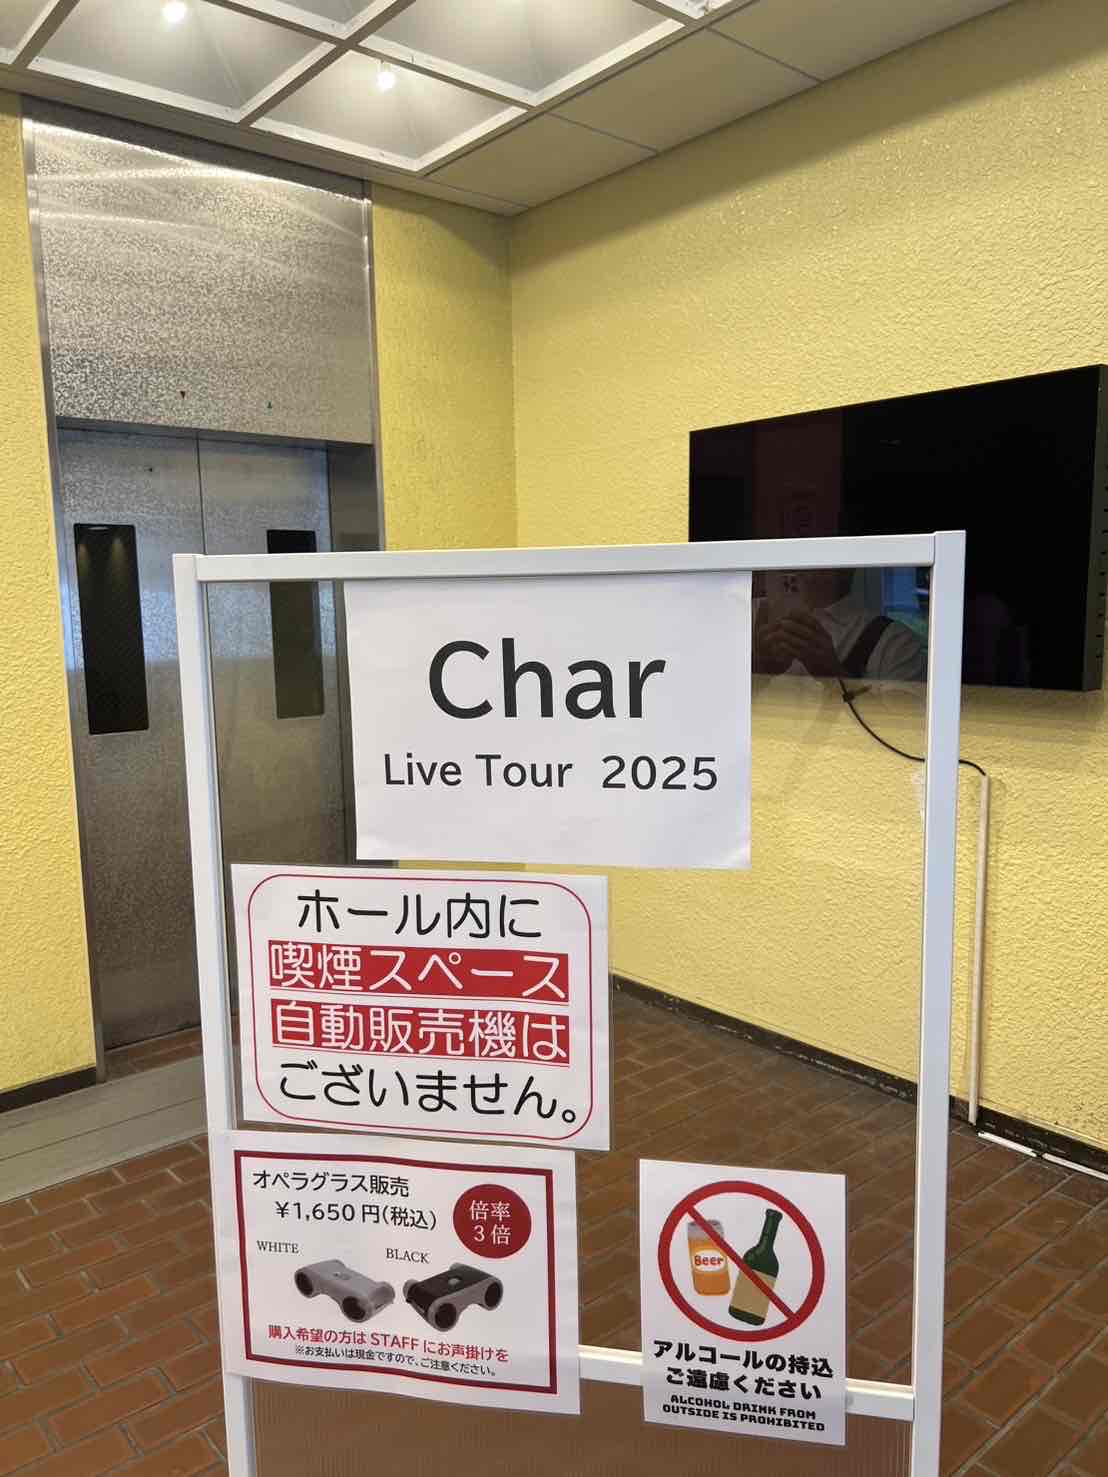 Char
Live Tour 2025
ホール内に
喫煙スペース
自動販売機は
ございません。
オペラグラス販売
¥1,650円(税込)
倍率
3倍
WHITE
BLACK
購入希望の方はSTAFFにお声掛けを
※お支払いは現金ですので、ご注意ください。
Beer
アルコールの持込
ご遠慮ください
ALCOHOL DRINK FROM
OUTSIDE IS PROHIBITED